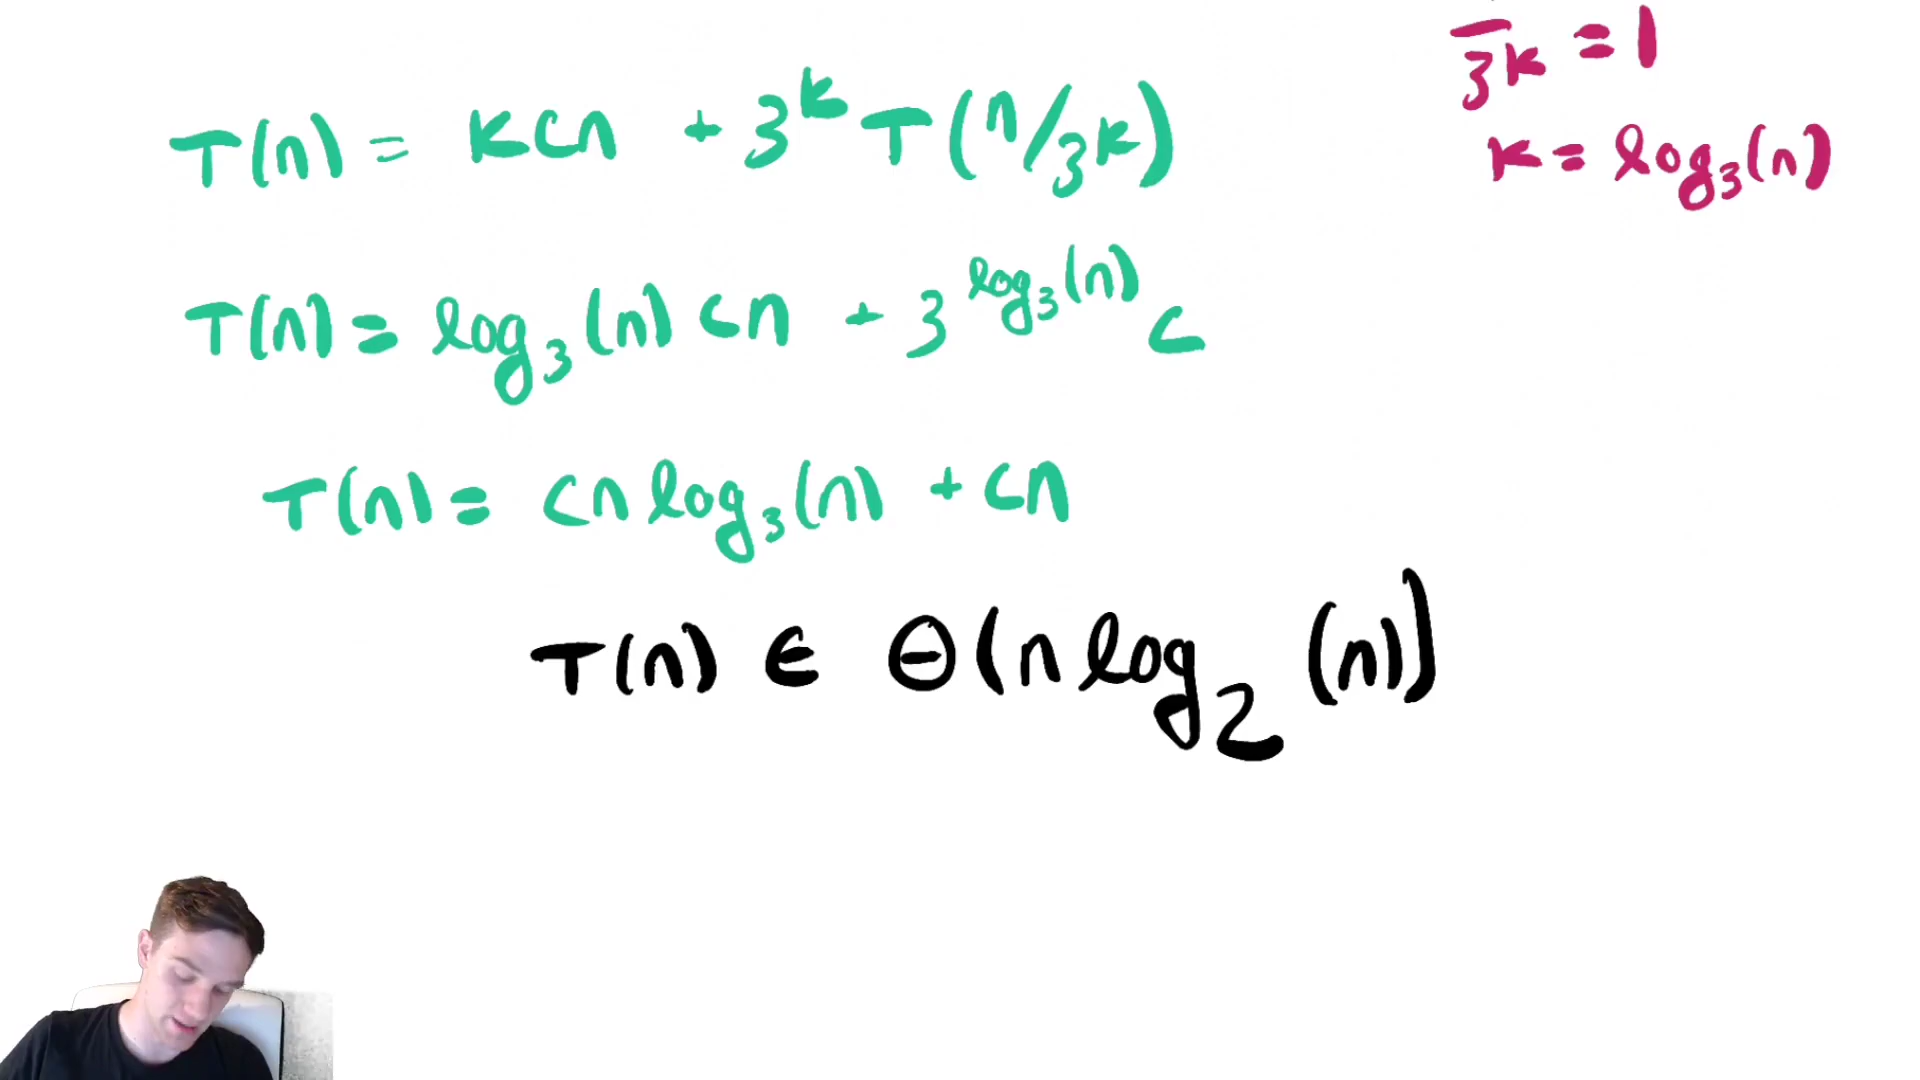 T(n) = kcn + 3^k T(n/3^k)
T(n) = log_3(n) cn + 3^{log_3(n)} c
T(n) = cn log_3(n) + cn
T(n) ∈ Θ(n log_2 (n))
3^k = 1
k = log_3(n)